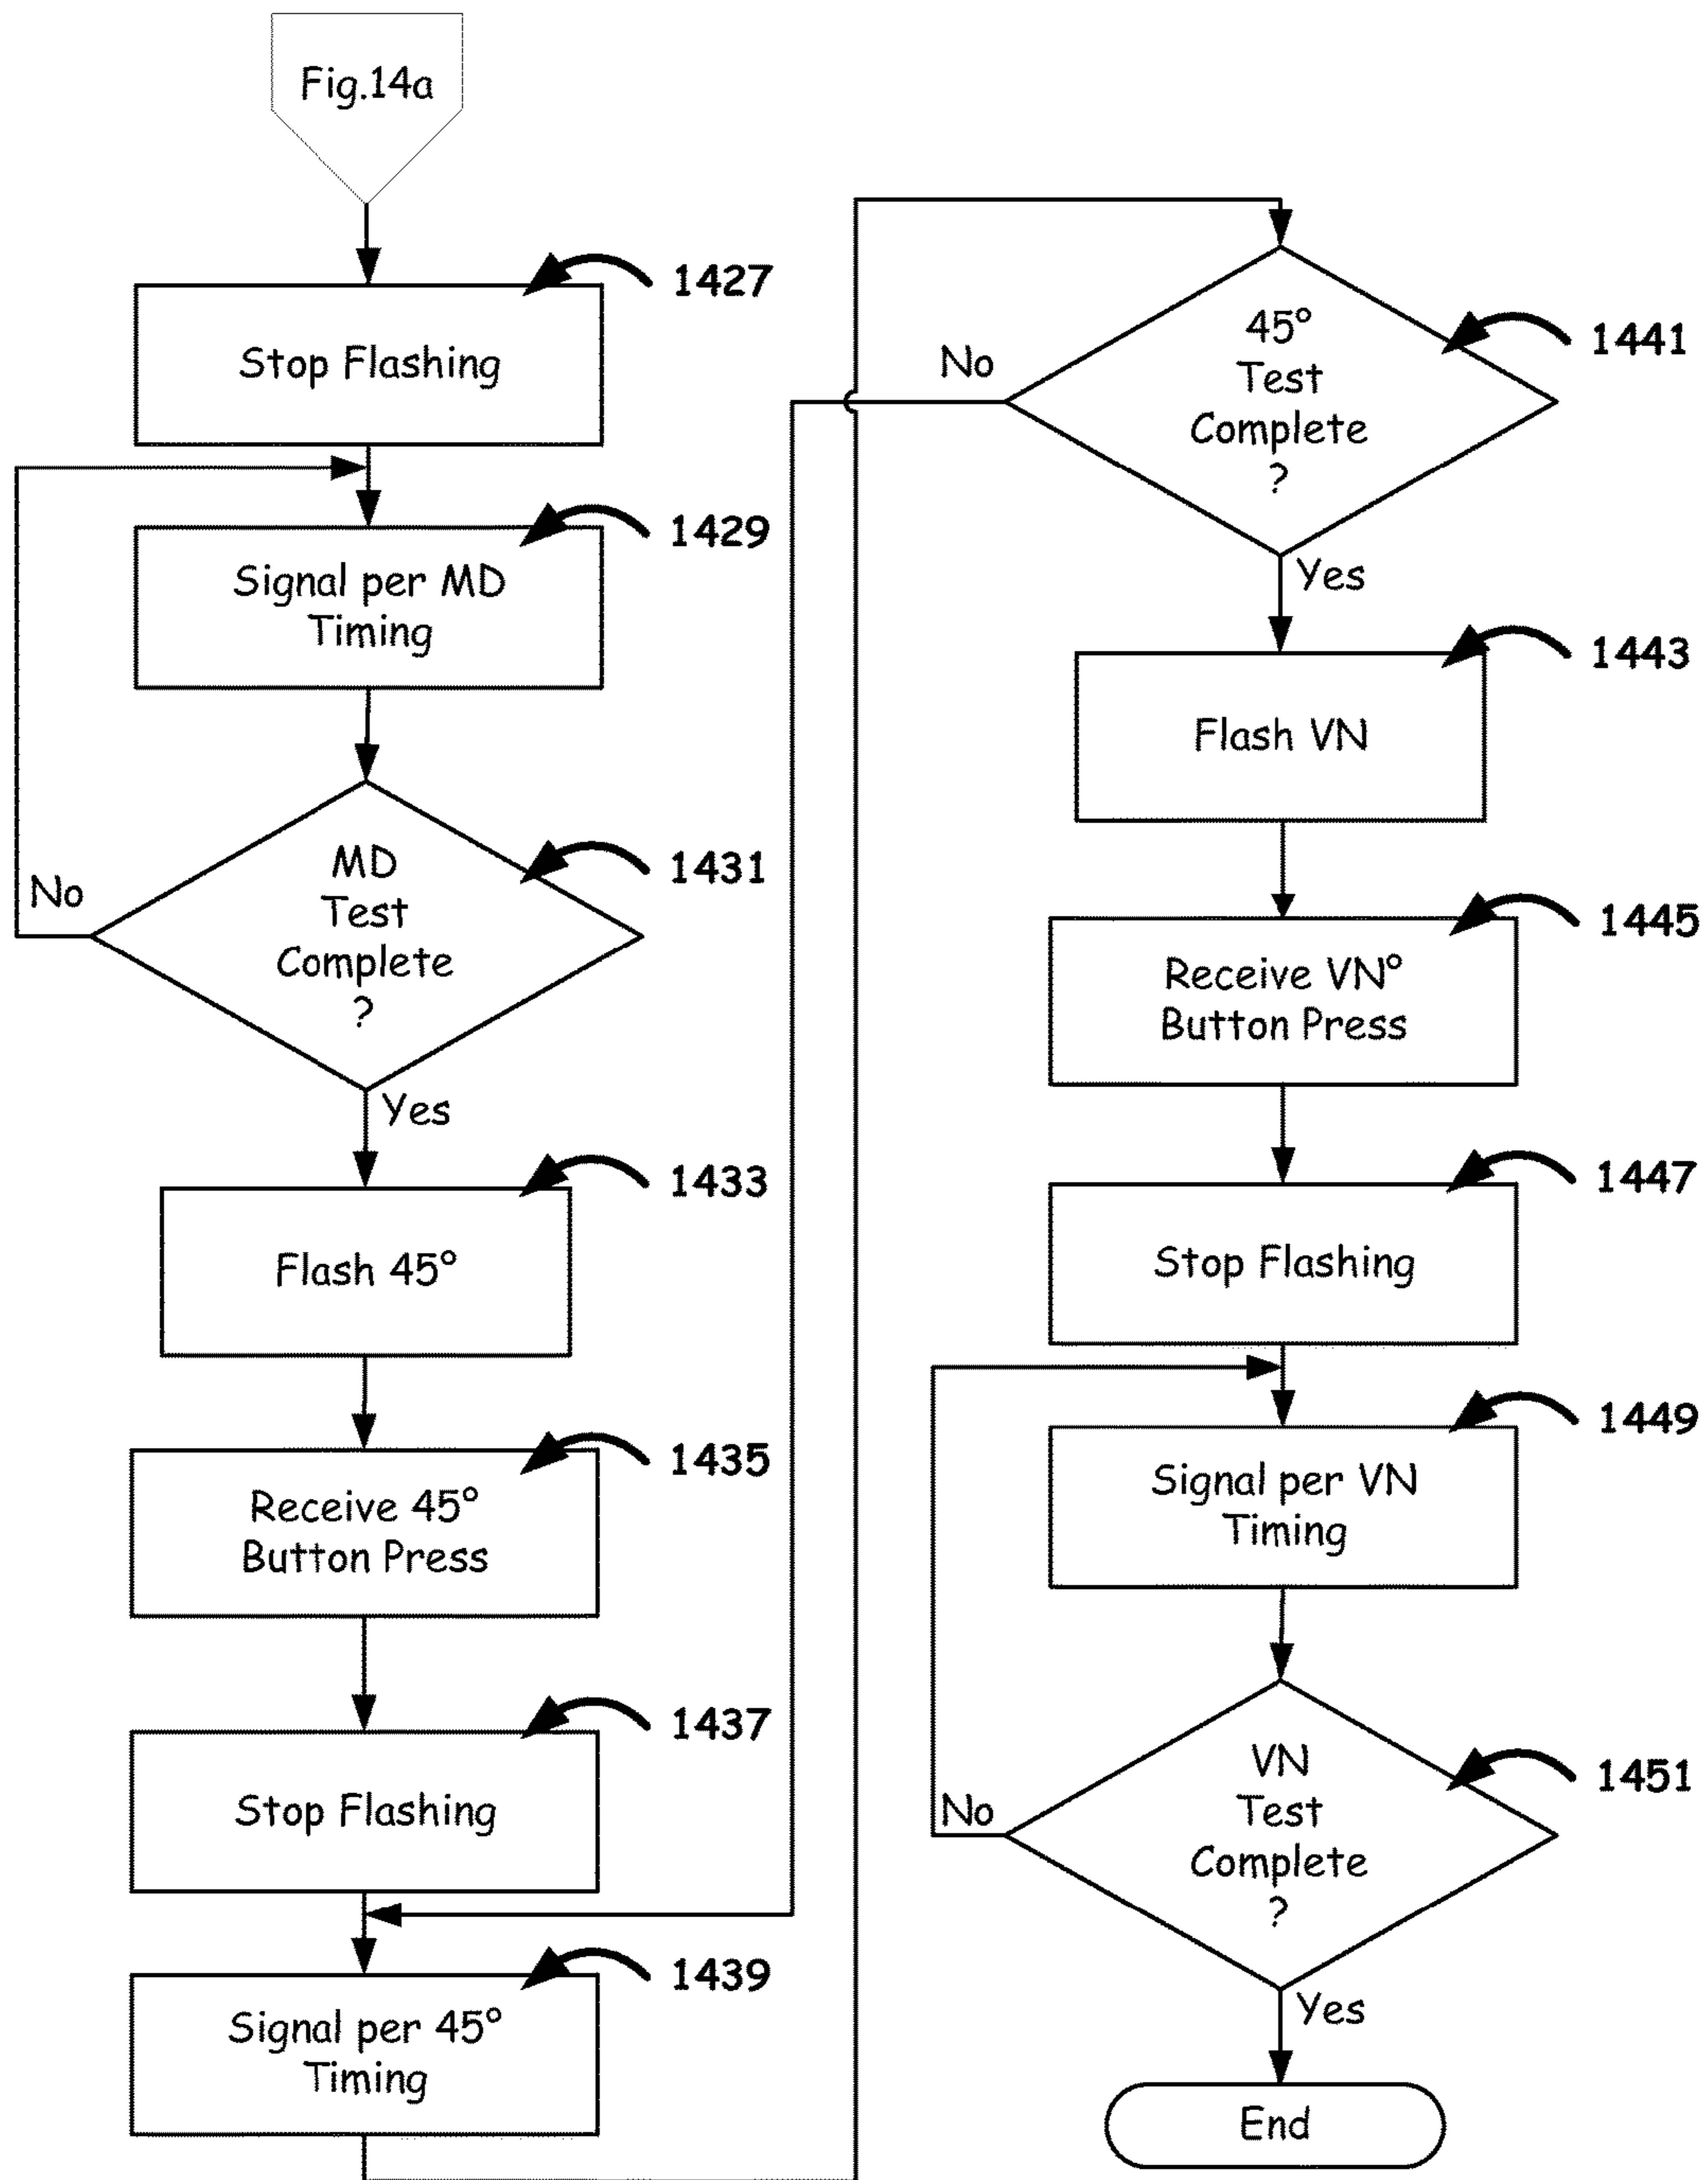 Fig.14a
1427
Stop Flashing
1429
Signal per MD
Timing
1431
MD
Test
Complete
?
No
Yes
1433
Flash 45°
1435
Receive 45°
Button Press
1437
Stop Flashing
1439
Signal per 45°
Timing
1441
45°
Test
Complete
?
No
Yes
1443
Flash VN
1445
Receive VN°
Button Press
1447
Stop Flashing
1449
Signal per VN
Timing
1451
VN
Test
Complete
?
No
Yes
End